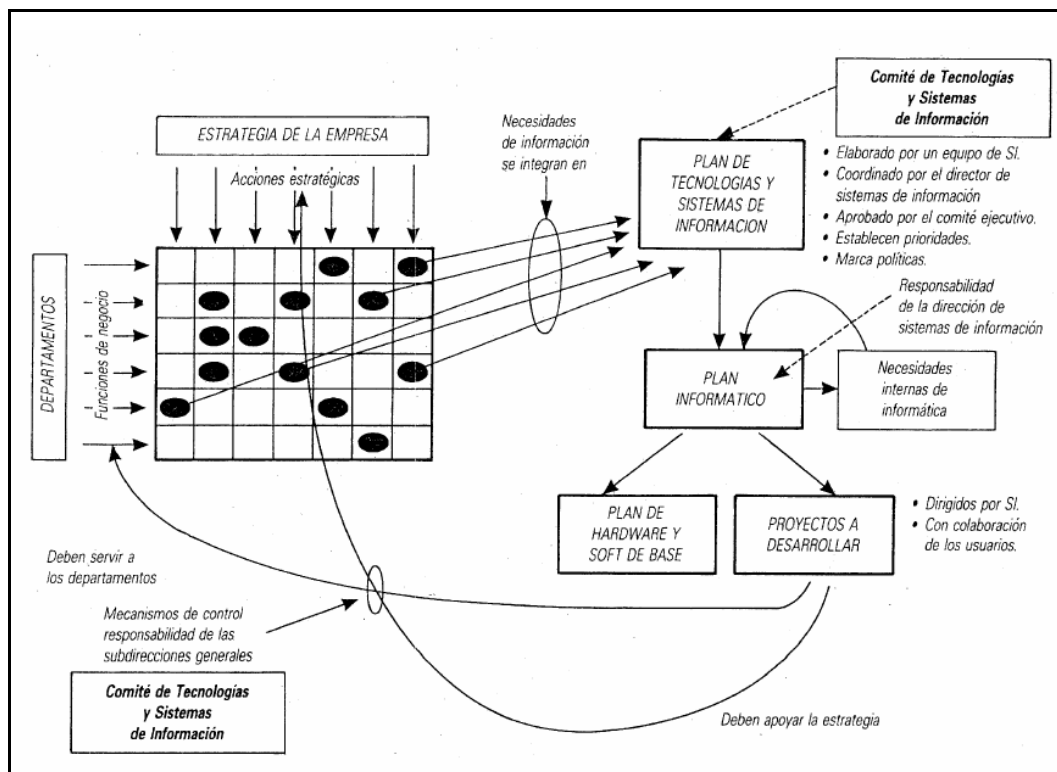 ESTRATEGIA DE LA EMPRESA
Acciones estratégicas
DEPARTAMENTOS
Funciones de negocio
Necesidades
de información
se integran en
Comité de Tecnologías
y Sistemas
de Información
PLAN DE
TECNOLOGIAS Y
SISTEMAS DE
INFORMACION
• Elaborado por un equipo de SI.
• Coordinado por el director de
sistemas de información
• Aprobado por el comité ejecutivo.
• Establecen prioridades.
• Marca políticas.
Responsabilidad
de la dirección de
sistemas de información
PLAN
INFORMATICO
Necesidades
internas de
informática
PLAN DE
HARDWARE Y
SOFT DE BASE
PROYECTOS A
DESARROLLAR
• Dirigidos por SI.
• Con colaboración
de los usuarios.
Deben servir a
los departamentos
Mecanismos de control
responsabilidad de las
subdirecciones generales
Comité de Tecnologías
y Sistemas
de Información
Deben apoyar la estrategia